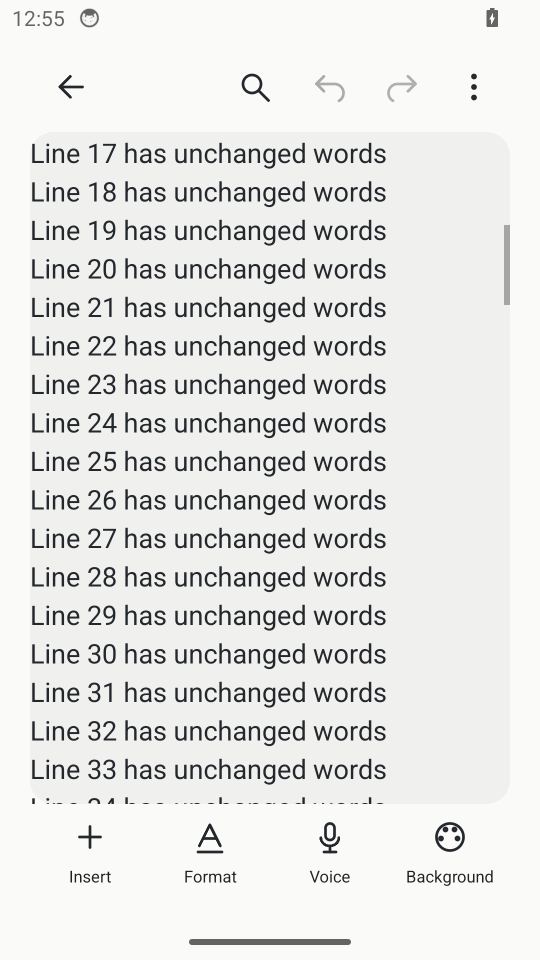 12:55
Line 17 has unchanged words
Line 18 has unchanged words
Line 19 has unchanged words
Line 20 has unchanged words
Line 21 has unchanged words
Line 22 has unchanged words
Line 23 has unchanged words
Line 24 has unchanged words
Line 25 has unchanged words
Line 26 has unchanged words
Line 27 has unchanged words
Line 28 has unchanged words
Line 29 has unchanged words
Line 30 has unchanged words
Line 31 has unchanged words
Line 32 has unchanged words
Line 33 has unchanged words
Insert Format Voice Background